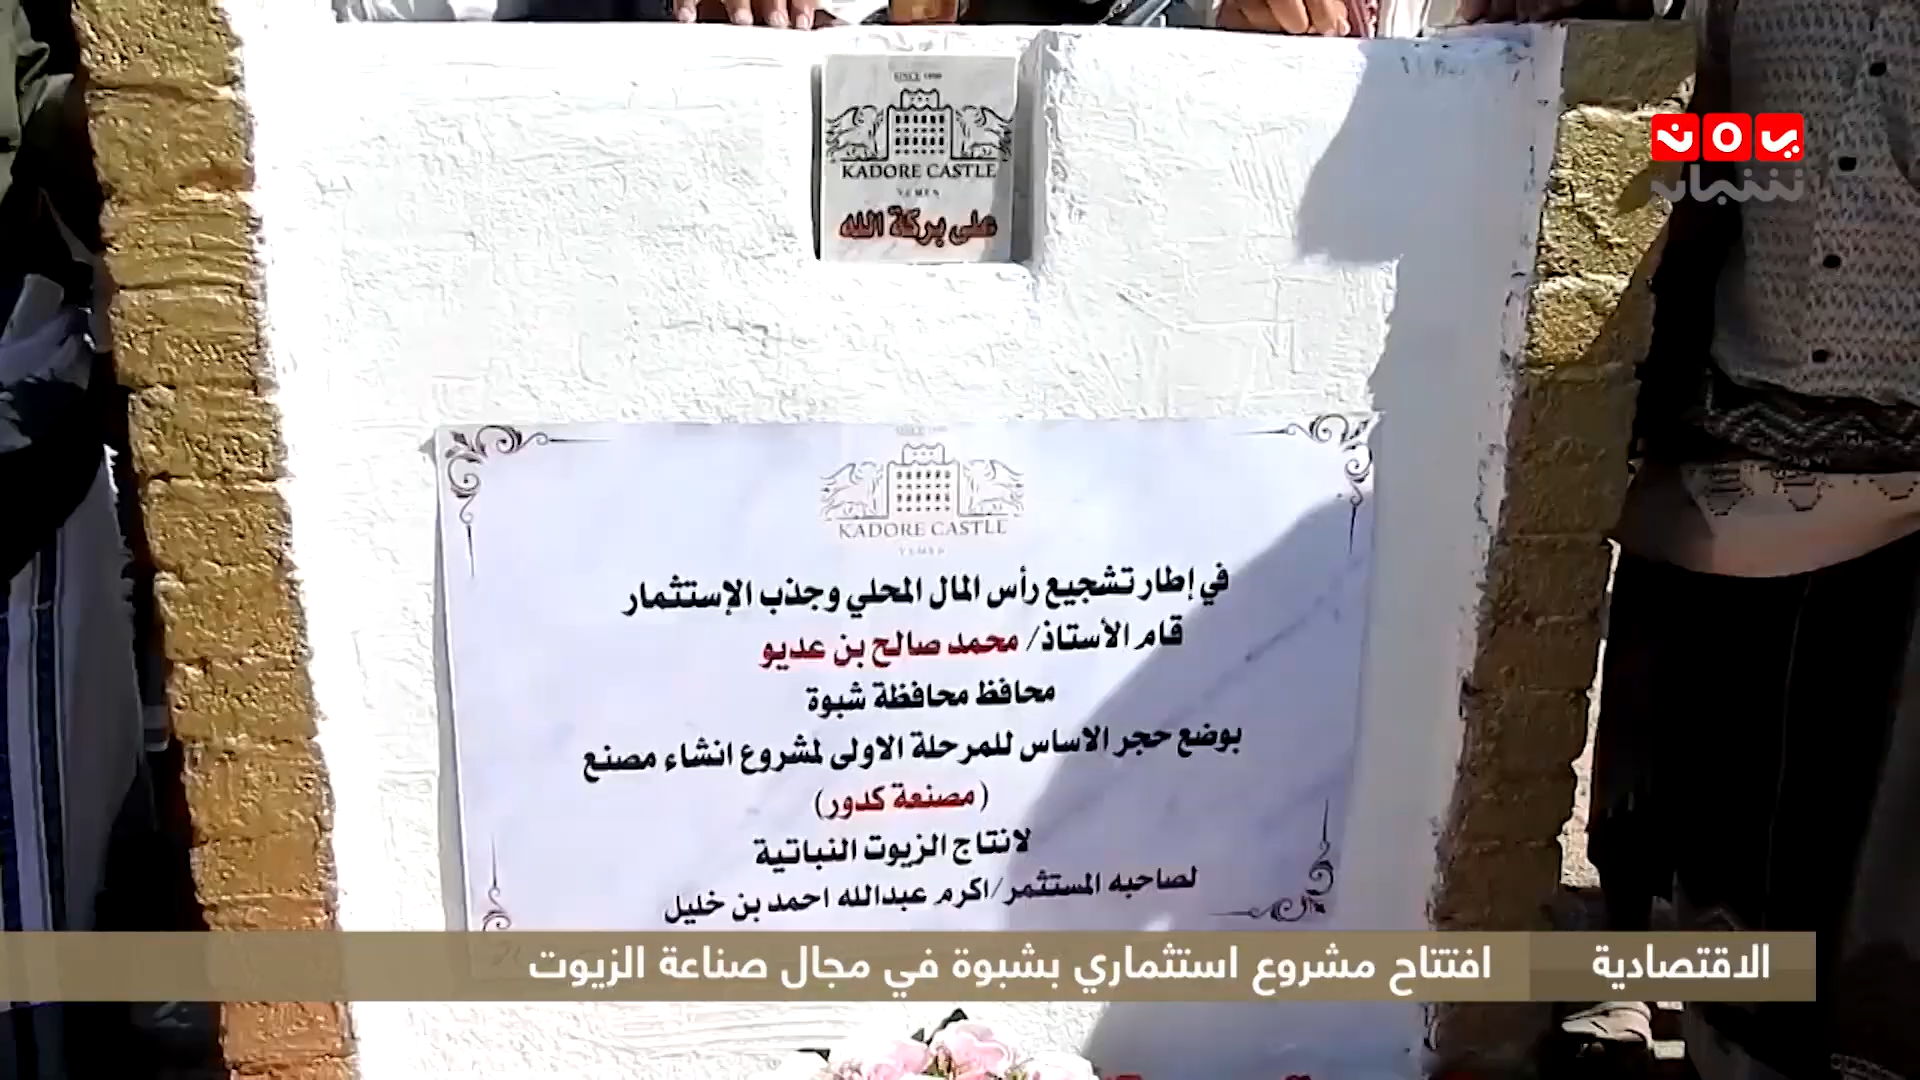 SINCE 1890
KADORE CASTLE
YEMEN
على بركة الله
يمن
شباب
KADORE CASTLE
YEMEN
في إطار تشجيع رأس المال المحلي وجذب الإستثمار
قام الأستاذ/ محمد صالح بن عديو
محافظ محافظة شبوة
بوضع حجر الاساس للمرحلة الاولى لمشروع انشاء مصنع
(مصنعة كدور)
لانتاج الزيوت النباتية
لصاحبه المستثمر/اكرم عبدالله احمد بن خليل
الاقتصادية
افتتاح مشروع استثماري بشبوة في مجال صناعة الزيوت